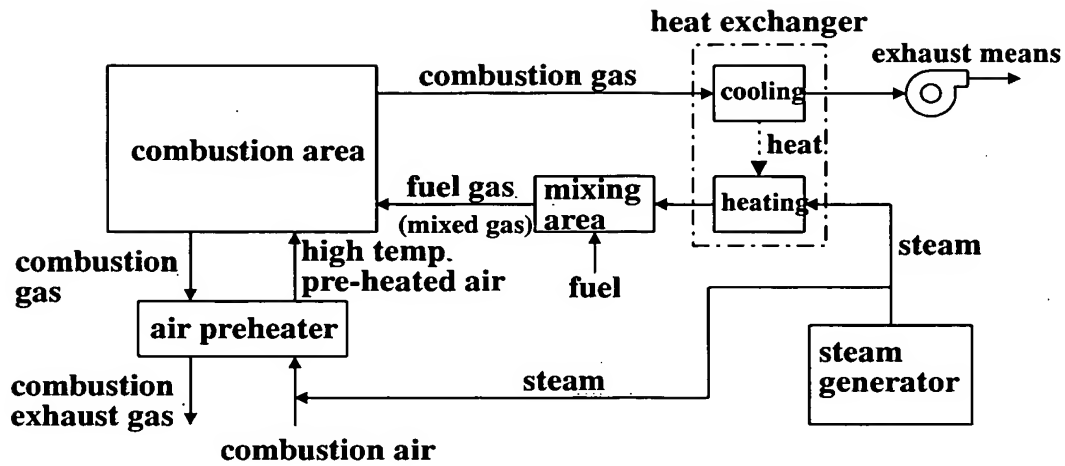 heat exchanger
exhaust means
combustion gas
cooling
heat
combustion area
fuel gas
(mixed gas)
mixing
area
heating
steam
combustion
gas
high temp.
pre-heated air
fuel
air preheater
steam
generator
combustion
exhaust gas
steam
combustion air